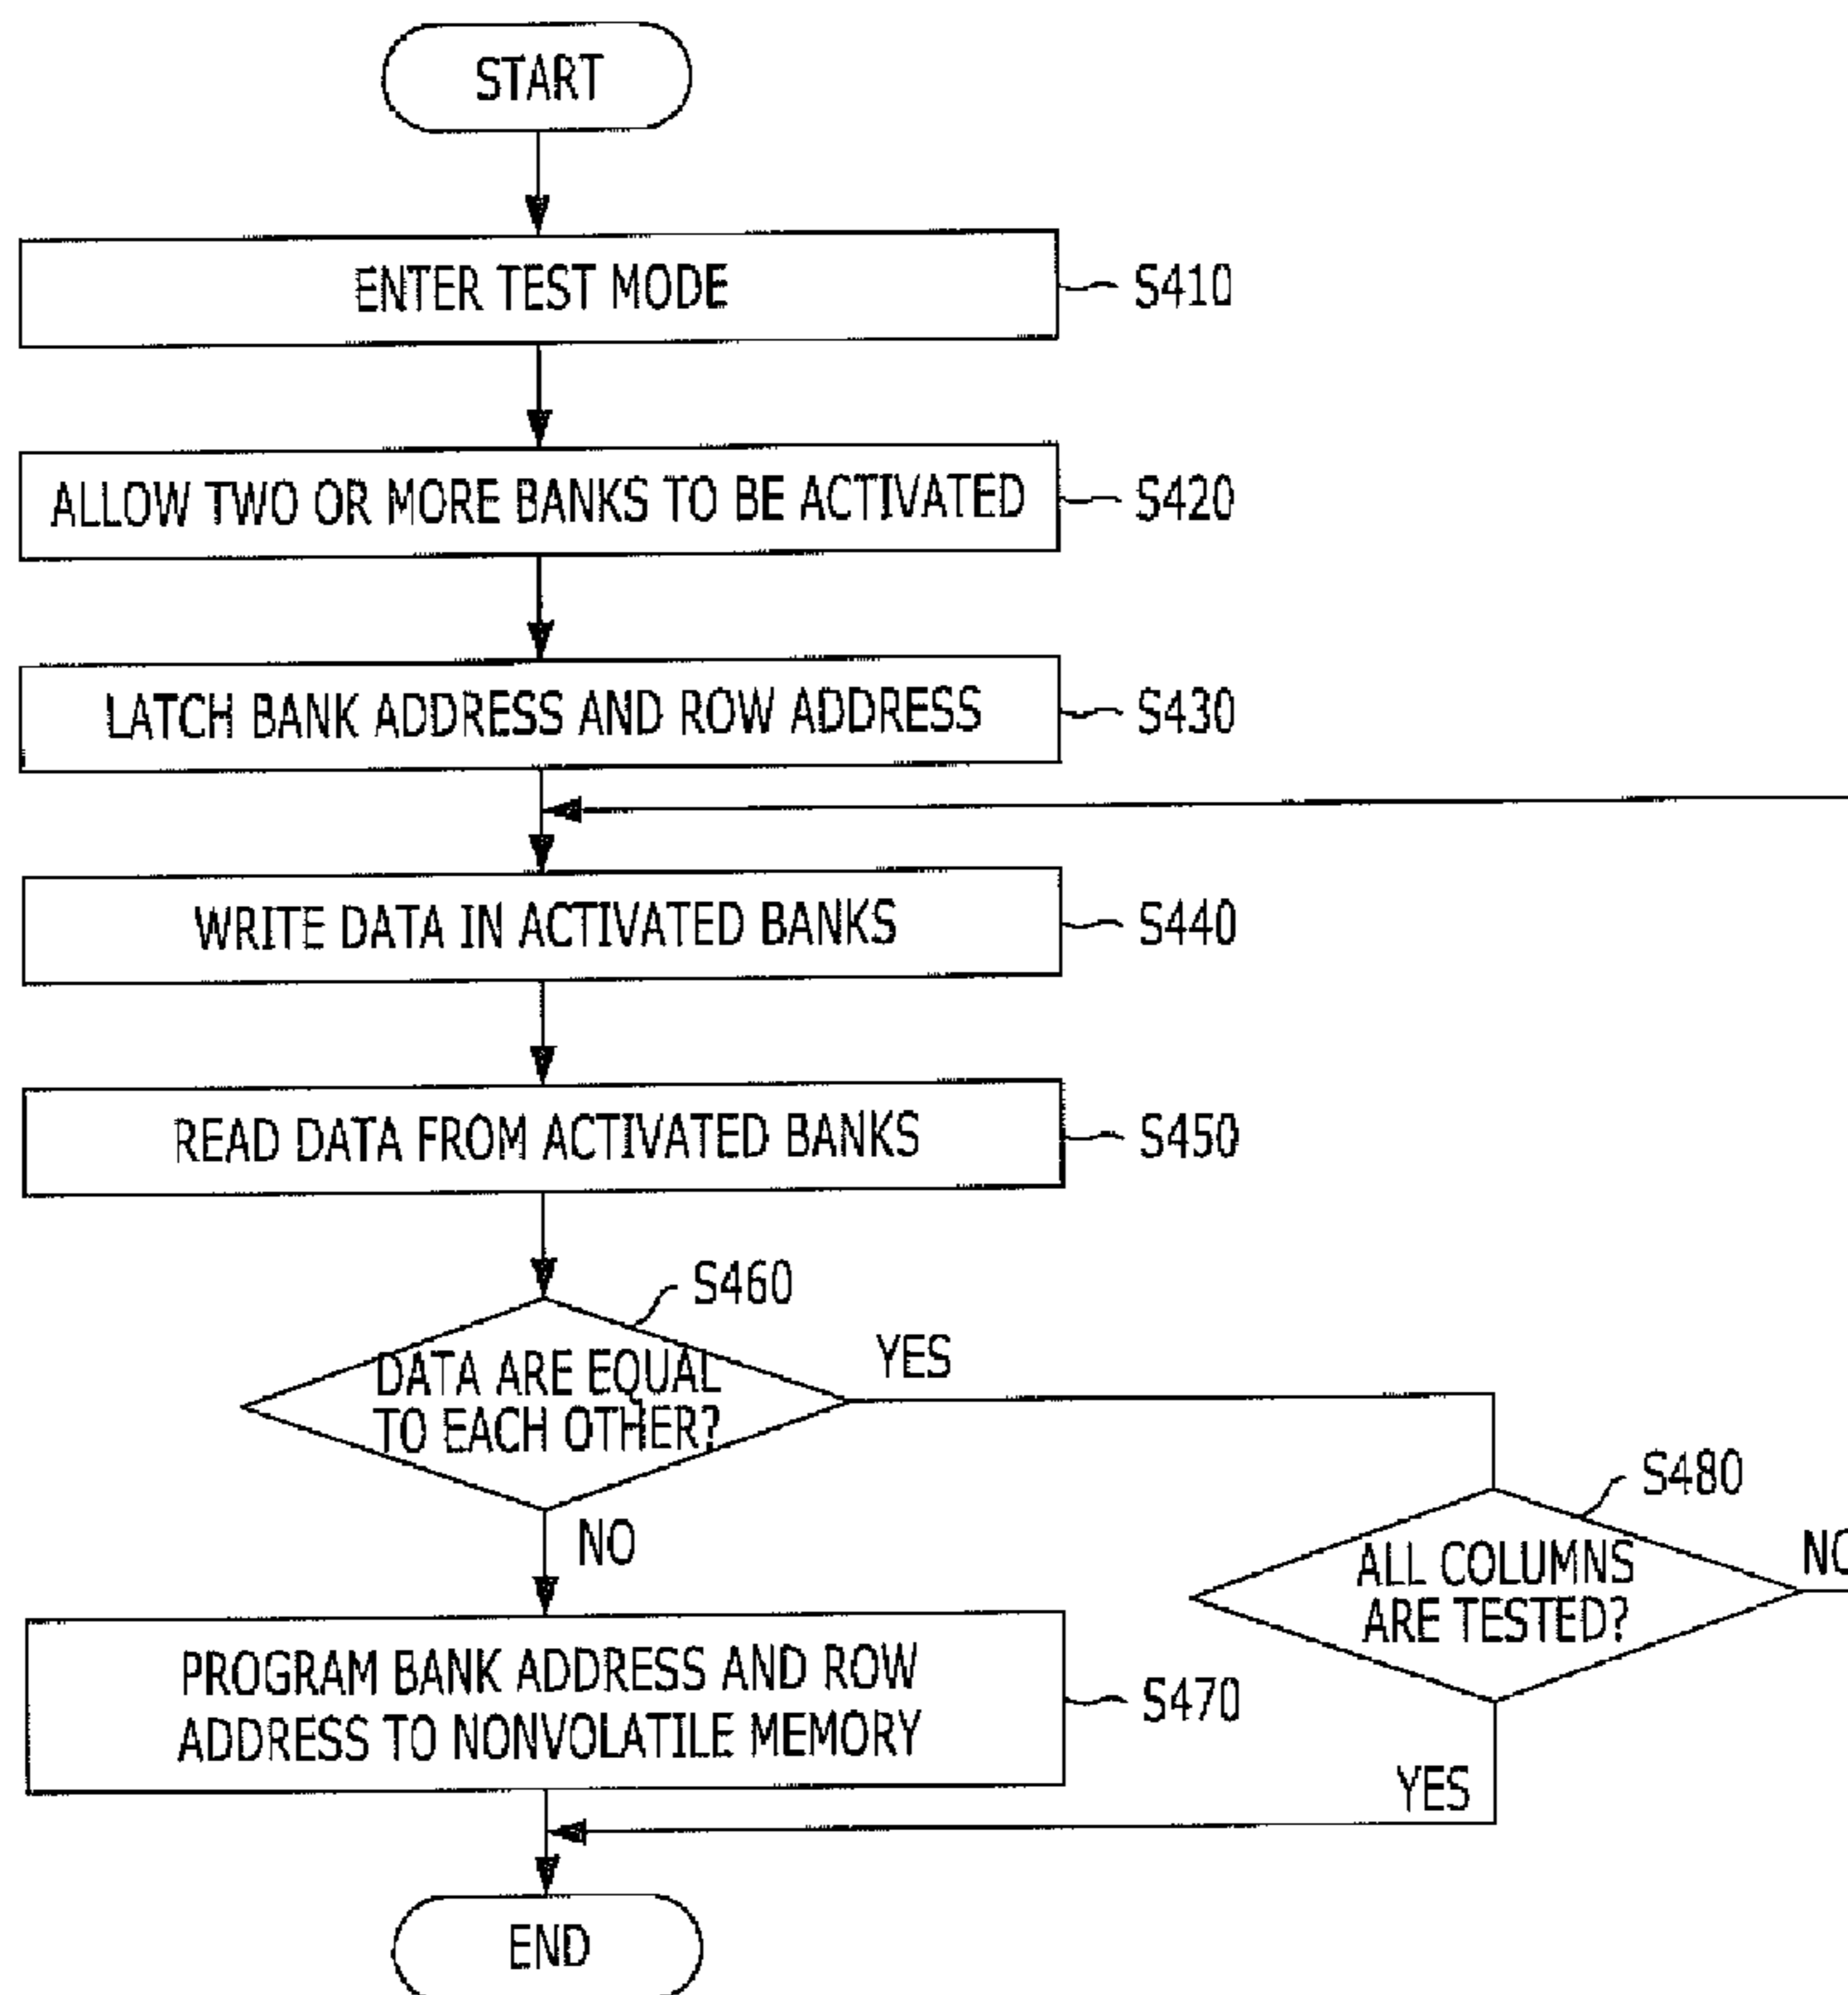 START
ENTER TEST MODE
S410
ALLOW TWO OR MORE BANKS TO BE ACTIVATED
S420
LATCH BANK ADDRESS AND ROW ADDRESS
S430
WRITE DATA IN ACTIVATED BANKS
S440
READ DATA FROM ACTIVATED BANKS
S450
S460
DATA ARE EQUAL
TO EACH OTHER?
YES
NO
S480
ALL COLUMNS
ARE TESTED?
NO
PROGRAM BANK ADDRESS AND ROW
ADDRESS TO NONVOLATILE MEMORY
S470
YES
END